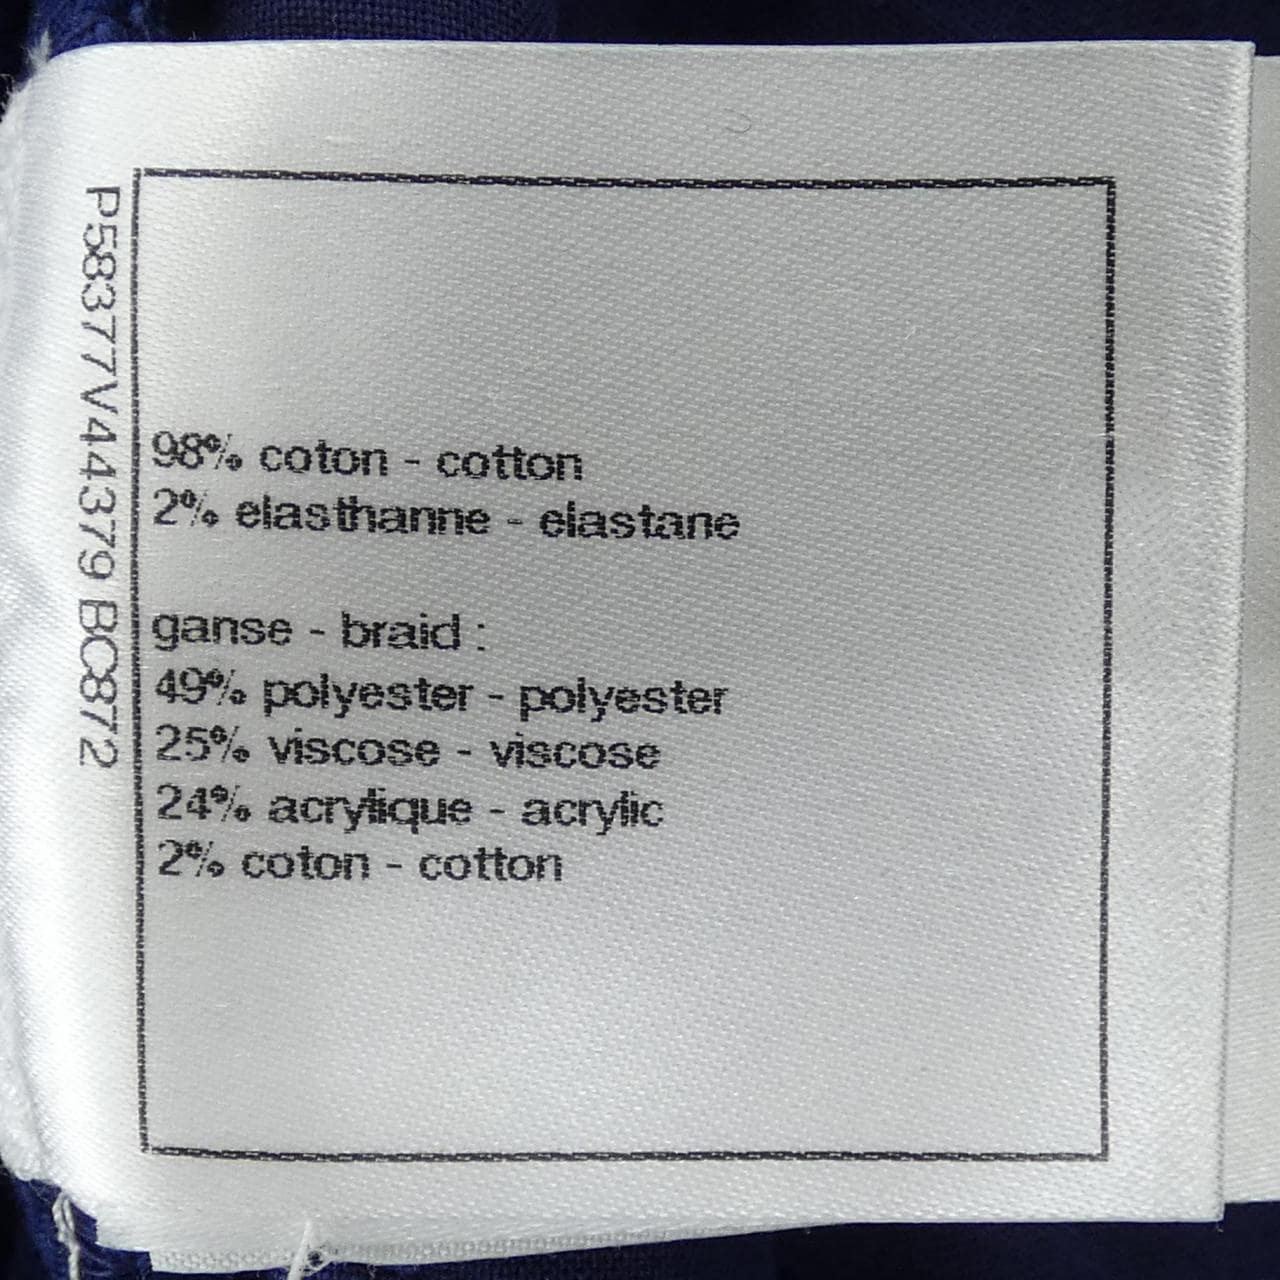 P58377V44379 BC872
98% coton - cotton
2% elasthanne - elastane
ganse - braid :
49% polyester - polyester
25% viscose - viscose
24% acrylique - acrylic
2% coton - cotton